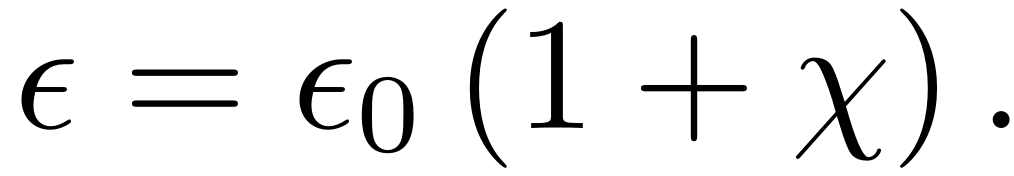 ϵ = ϵ₀ (1 + χ) .